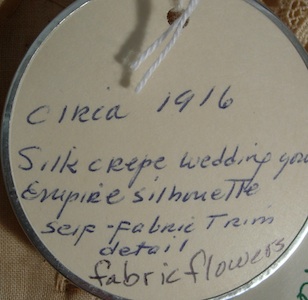 Circa 1916
Silk crepe wedding gow
Empire silhouette
self-fabric Trim
detail
fabric flowers